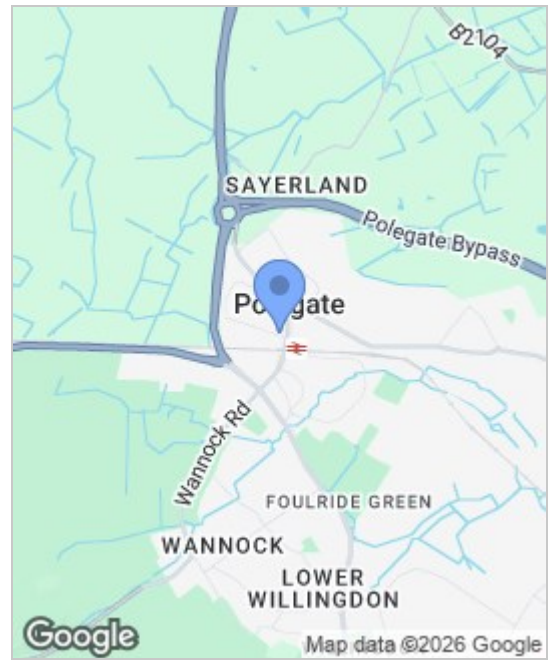 B2104
SAYERLAND
Polegate Bypass
Polegate
Wannock Rd
FOULRIDE GREEN
WANNOCK
LOWER
WILLINGDON
Google
Map data ©2026 Google